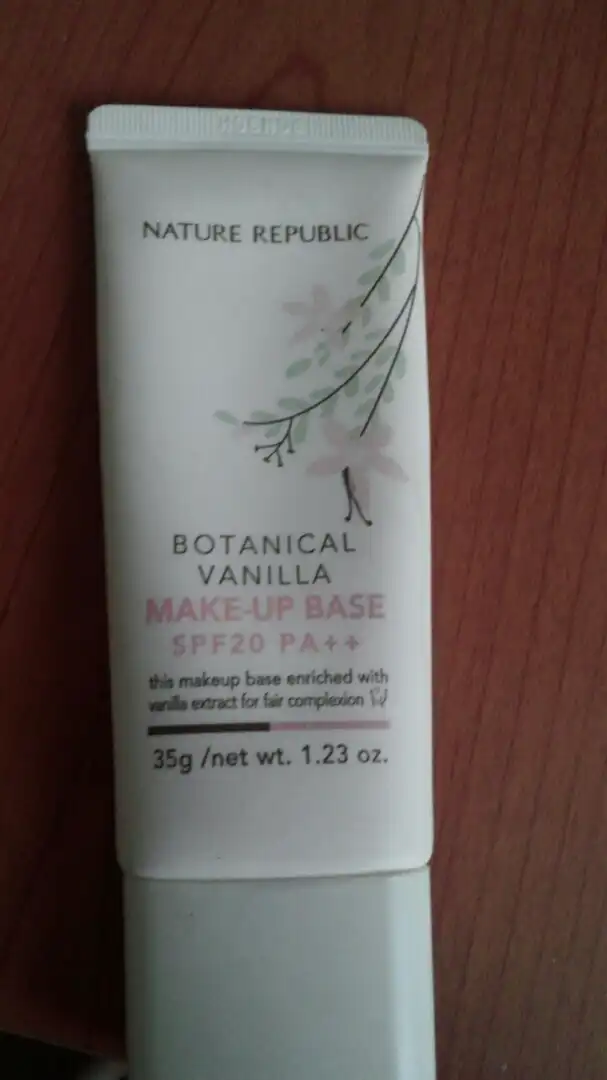 NATURE REPUBLIC
BOTANICAL
VANILLA
MAKE-UP BASE
SPF20 PA++
this makeup base enriched with
vanilla extract for fair complexion
35g /net wt. 1.23 oz.